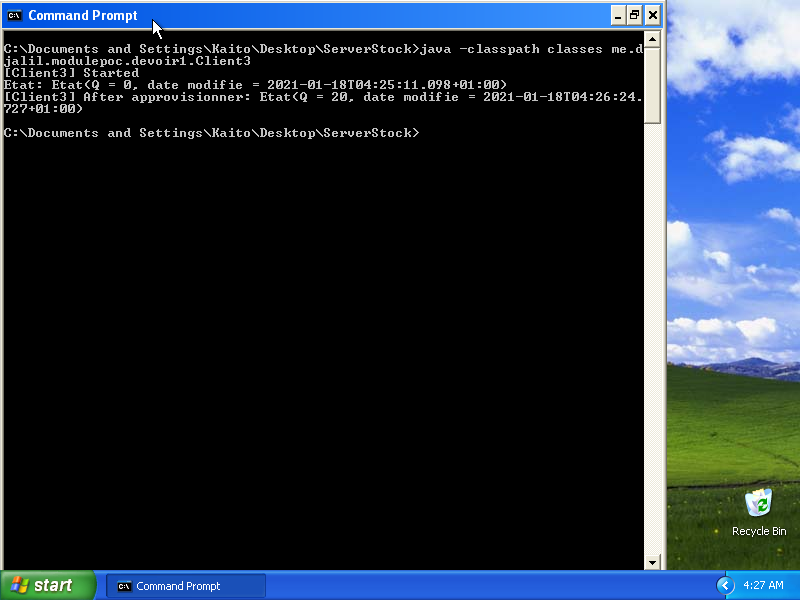 Command Prompt
C:\Documents and Settings\Kaito\Desktop\ServerStock>java -classpath classes me.d
jalil.modulepoc.devoir1.Client3
[Client3] Started
Etat: Etat(Q = 0, date modifie = 2021-01-18T04:25:11.098+01:00)
[Client3] After approvisionner: Etat(Q = 20, date modifie = 2021-01-18T04:26:24.
727+01:00)
C:\Documents and Settings\Kaito\Desktop\ServerStock>
Recycle Bin
start
Command Prompt
4:27 AM